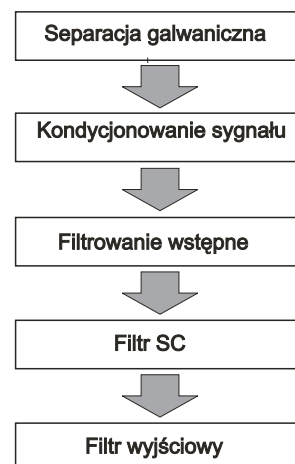 Separacja galwaniczna
Kondycjonowanie sygnału
Filtrowanie wstępne
Filtr SC
Filtr wyjściowy